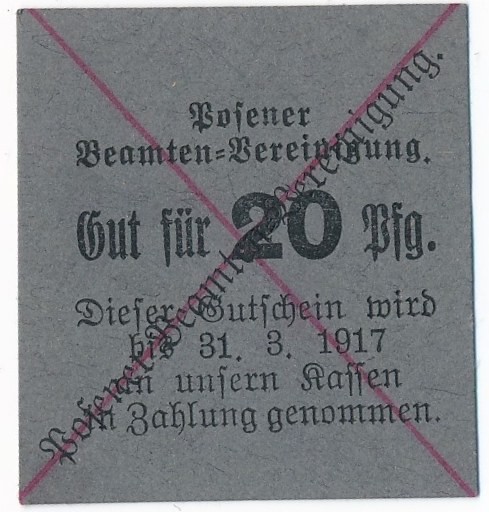 Posener
Beamten=Vereinigung.
Gut für 20 Pfg.
Dieser Gutschein wird
bis 31. 3. 1917
an unsern Kassen
in Zahlung genommen.
Posener Beamten-Vereinigung.